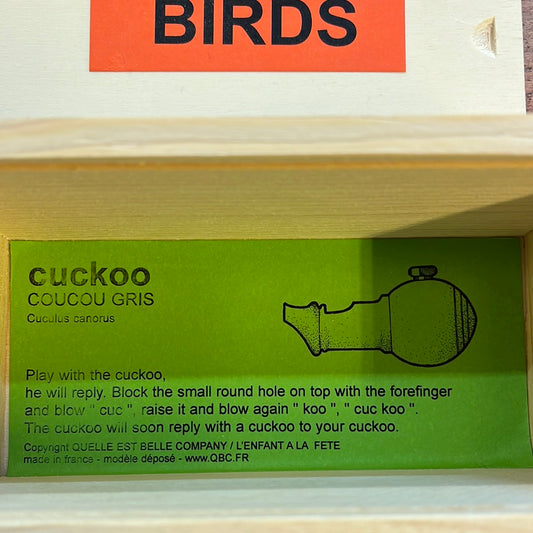 BIRDS
cuckoo
COUCOU GRIS
Cuculus canorus
Play with the cuckoo,
he will reply. Block the small round hole on top with the forefinger
and blow " cuc ", raise it and blow again " koo ", " cuc koo ".
The cuckoo will soon reply with a cuckoo to your cuckoo.
Copyright QUELLE EST BELLE COMPANY / L'ENFANT A LA FETE
made in france - modèle déposé - www.QBC.FR